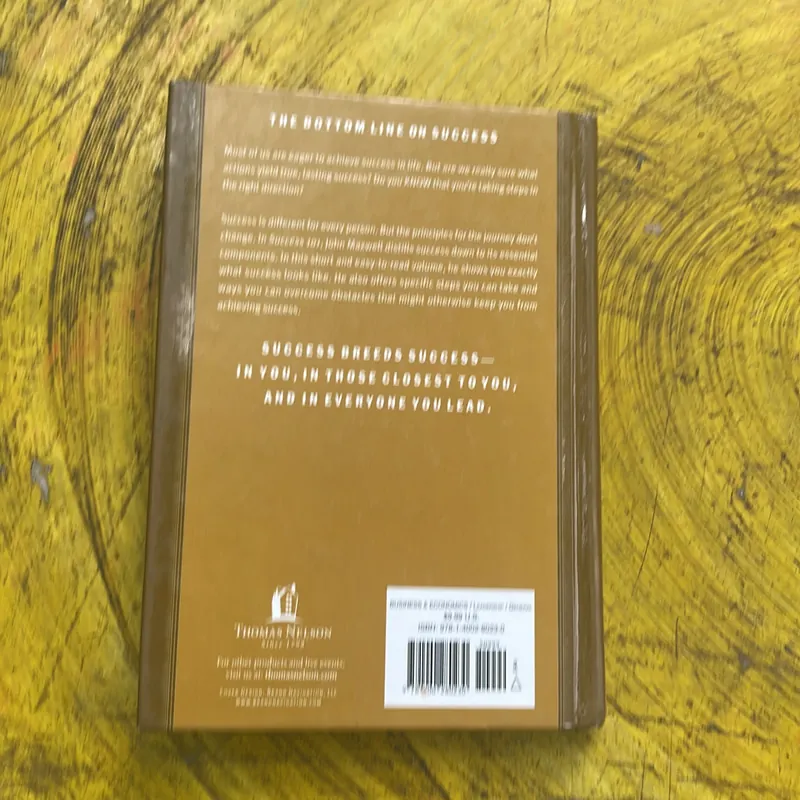 THE BOTTOM LINE ON SUCCESS
Most of us are eager to achieve success in life. But are we really sure what
actions yield true, lasting success? Do you KNOW that you're taking steps in
the right direction?
Success is different for every person. But the principles for the journey don't
change. In Success 101, John Maxwell distills success down to its essential
components. In this short and easy to read volume, he shows you exactly
what success looks like. He also offers specific steps you can take and
ways you can overcome obstacles that might otherwise keep you from
achieving success.
SUCCESS BREEDS SUCCESS—
IN YOU, IN THOSE CLOSEST TO YOU,
AND IN EVERYONE YOU LEAD.
THOMAS NELSON
SINCE 1798
For other products and live events,
visit us at: thomasnelson.com
BUSINESS & ECONOMICS / Leadership / General
$9.99 U.S.
ISBN: